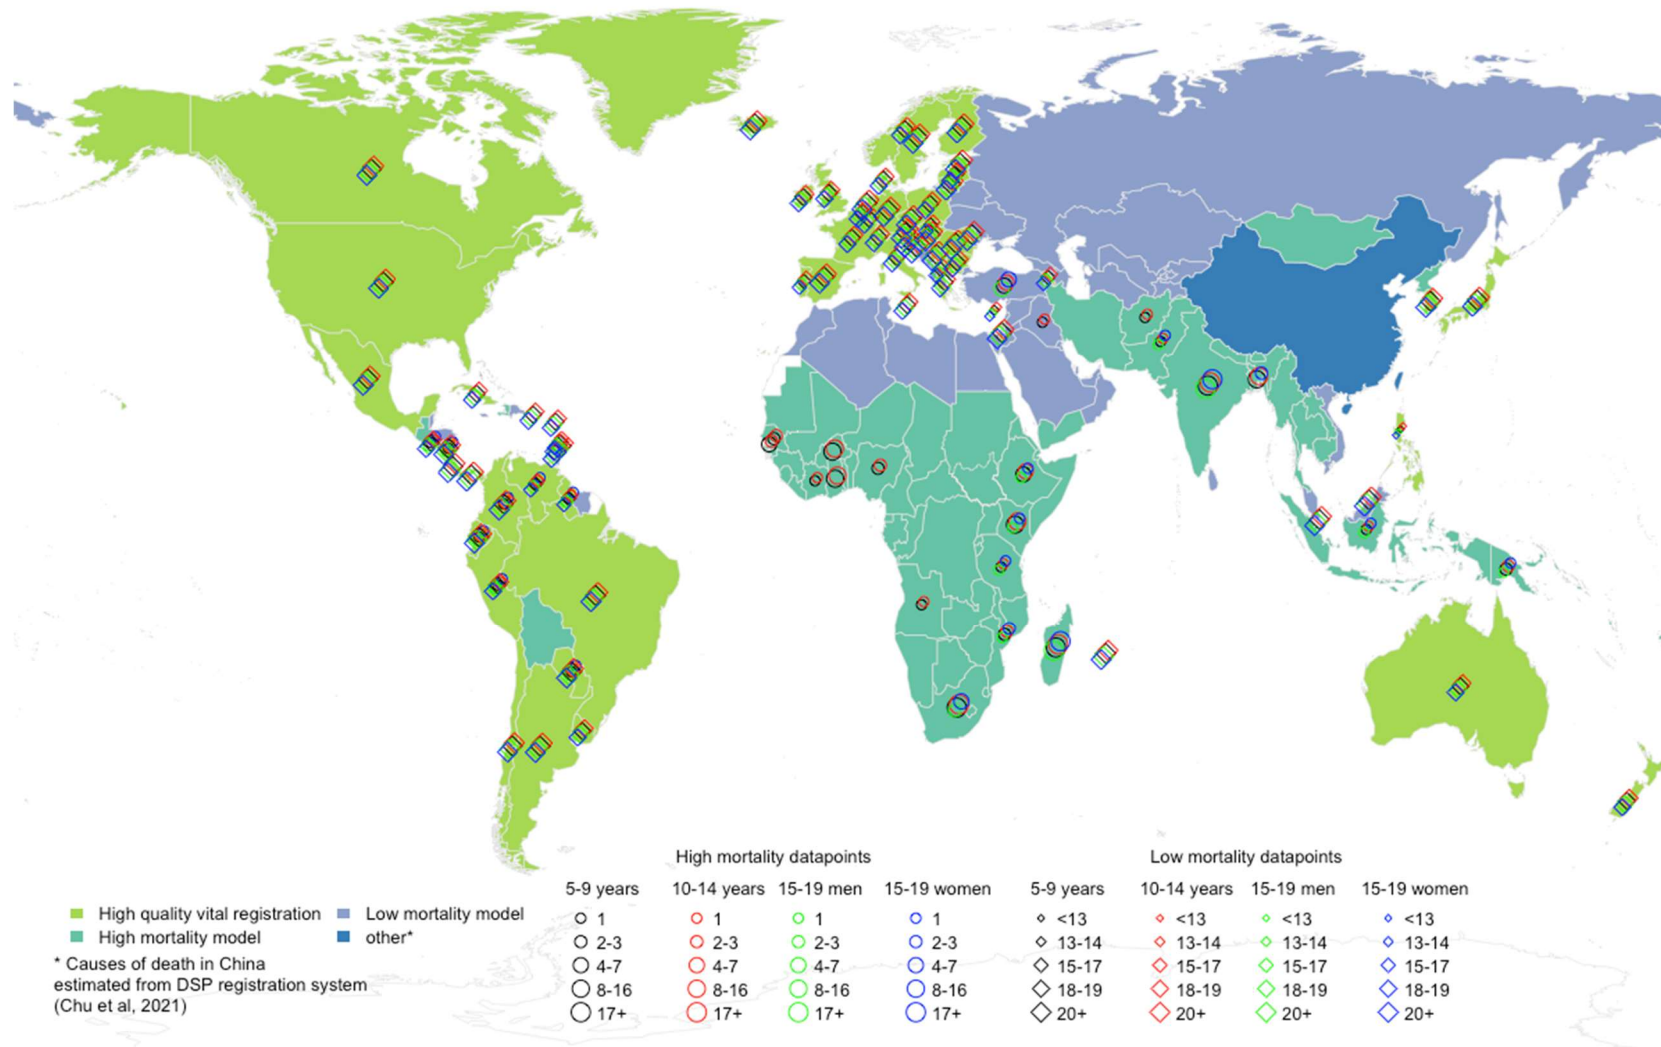 High mortality datapoints
Low mortality datapoints
5-9 years 10-14 years 15-19 men 15-19 women 5-9 years 10-14 years 15-19 men 15-19 women
High quality vital registration Low mortality model 1 1 1 1 <13 <13 <13 <13
High mortality model other* 2-3 2-3 2-3 2-3 13-14 13-14 13-14 13-14
* Causes of death in China 4-7 4-7 4-7 4-7 15-17 15-17 15-17 15-17
estimated from DSP registration system 8-16 8-16 8-16 8-16 18-19 18-19 18-19 18-19
(Chu et al, 2021) 17+ 17+ 17+ 17+ 20+ 20+ 20+ 20+